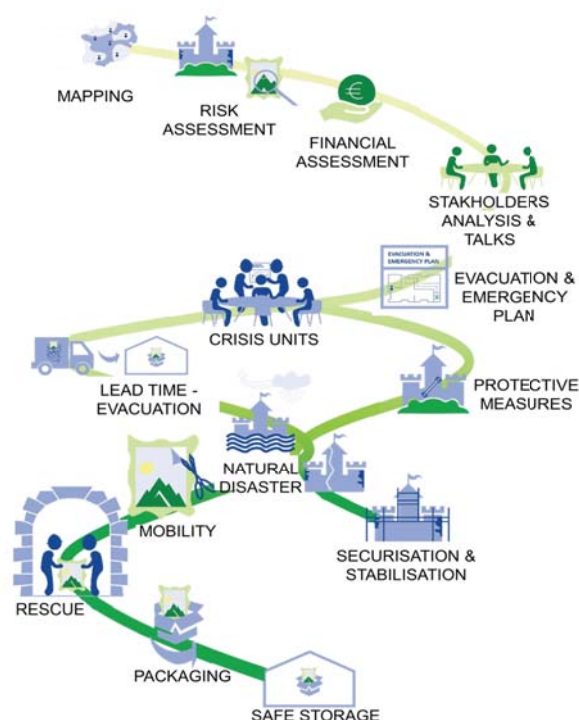 MAPPING
RISK
ASSESSMENT
FINANCIAL
ASSESSMENT
STAKHOLDERS
ANALYSIS &
TALKS
EVACUATION &
EMERGENCY PLAN
EVACUATION &
EMERGENCY
PLAN
CRISIS UNITS
LEAD TIME -
EVACUATION
PROTECTIVE
MEASURES
NATURAL
DISASTER
MOBILITY
SECURISATION &
STABILISATION
RESCUE
PACKAGING
SAFE STORAGE